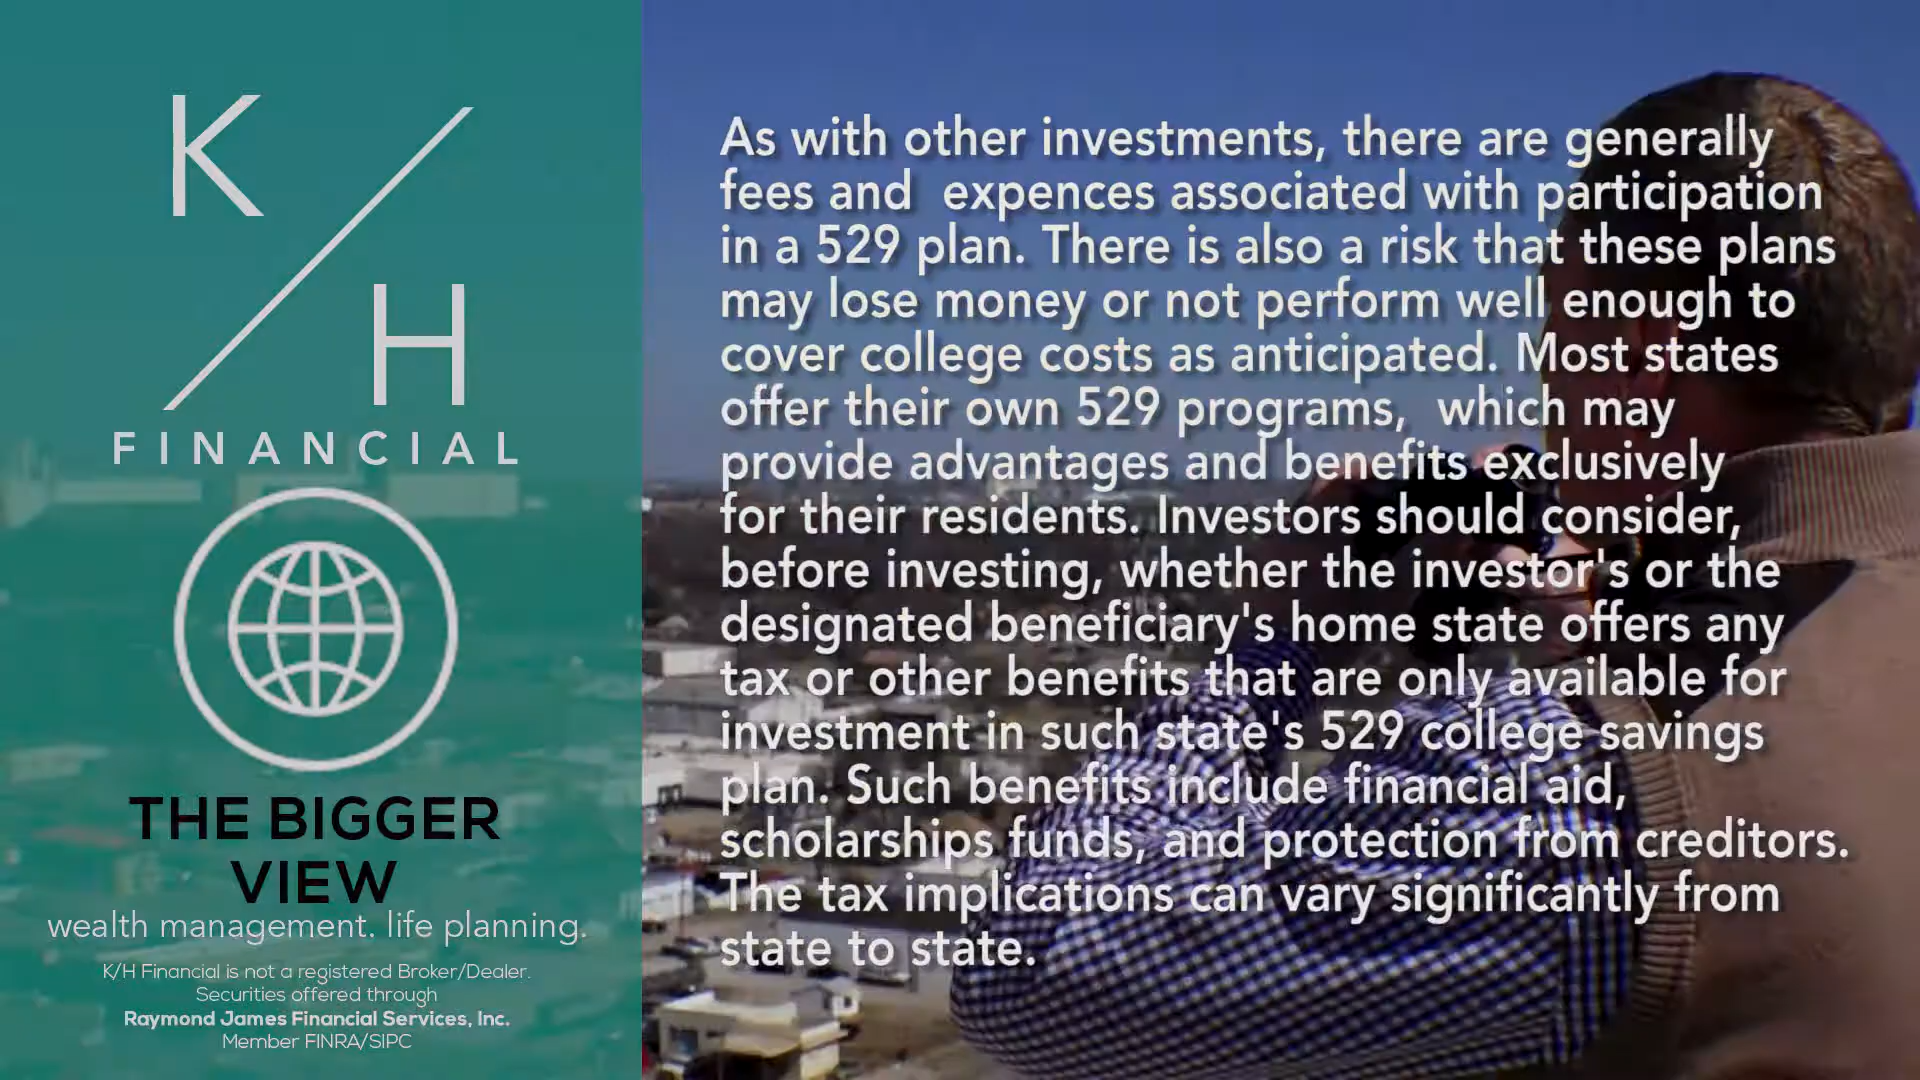 K/H
FINANCIAL
THE BIGGER
VIEW
wealth management. life planning.
K/H Financial is not a registered Broker/Dealer.
Securities offered through
Raymond James Financial Services, Inc.
Member FINRA/SIPC
As with other investments, there are generally
fees and  expences associated with participation
in a 529 plan. There is also a risk that these plans
may lose money or not perform well enough to
cover college costs as anticipated. Most states
offer their own 529 programs,  which may
provide advantages and benefits exclusively
for their residents. Investors should consider,
before investing, whether the investor's or the
designated beneficiary's home state offers any
tax or other benefits that are only available for
investment in such state's 529 college savings
plan. Such benefits include financial aid,
scholarships funds, and protection from creditors.
The tax implications can vary significantly from
state to state.